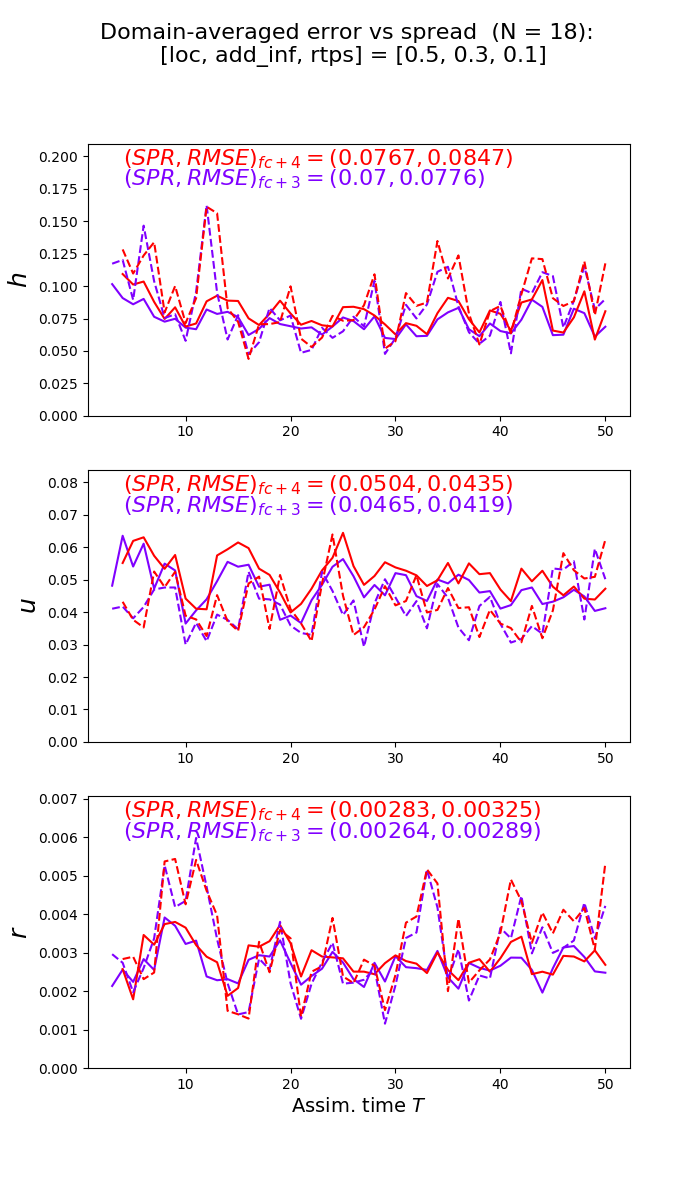 Domain-averaged error vs spread (N = 18):
[loc, add_inf, rtps] = [0.5, 0.3, 0.1]
(SPR, RMSE)fc+4 = (0.0767, 0.0847)
(SPR, RMSE)fc+3 = (0.07, 0.0776)
0.200
0.175
0.150
0.125
0.100
0.075
0.050
0.025
0.000
h
10 20 30 40 50
(SPR, RMSE)fc+4 = (0.0504, 0.0435)
(SPR, RMSE)fc+3 = (0.0465, 0.0419)
0.08
0.07
0.06
0.05
0.04
0.03
0.02
0.01
0.00
u
10 20 30 40 50
(SPR, RMSE)fc+4 = (0.00283, 0.00325)
(SPR, RMSE)fc+3 = (0.00264, 0.00289)
0.007
0.006
0.005
0.004
0.003
0.002
0.001
0.000
r
10 20 30 40 50
Assim. time T